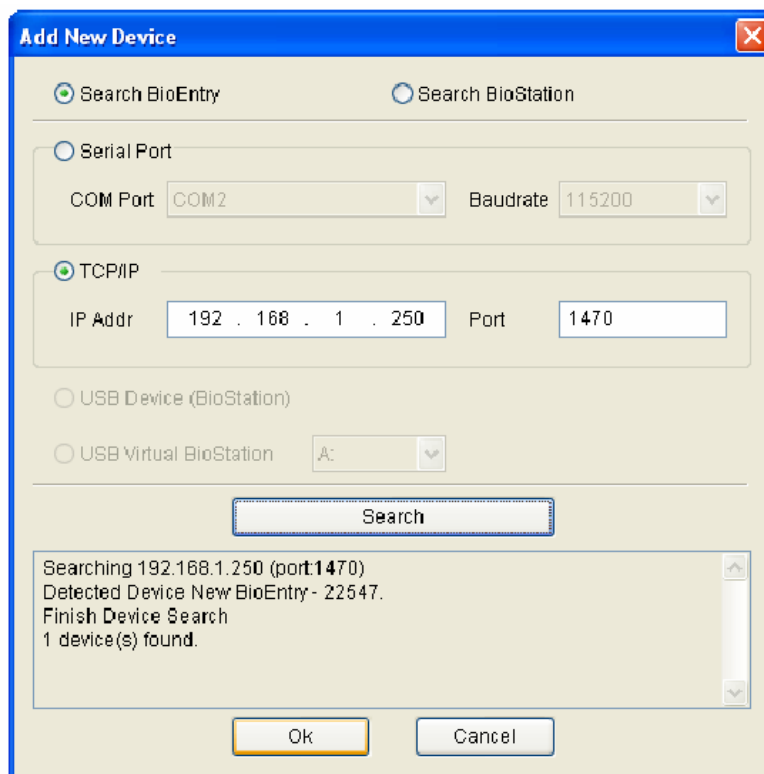 Add New Device
Search BioEntry Search BioStation
Serial Port
COM Port COM2 Baudrate 115200
TCP/IP
IP Addr 192 . 168 . 1 . 250 Port 1470
USB Device (BioStation)
USB Virtual BioStation A:
Search
Searching 192.168.1.250 (port:1470)
Detected Device New BioEntry - 22547.
Finish Device Search
1 device(s) found.
Ok Cancel